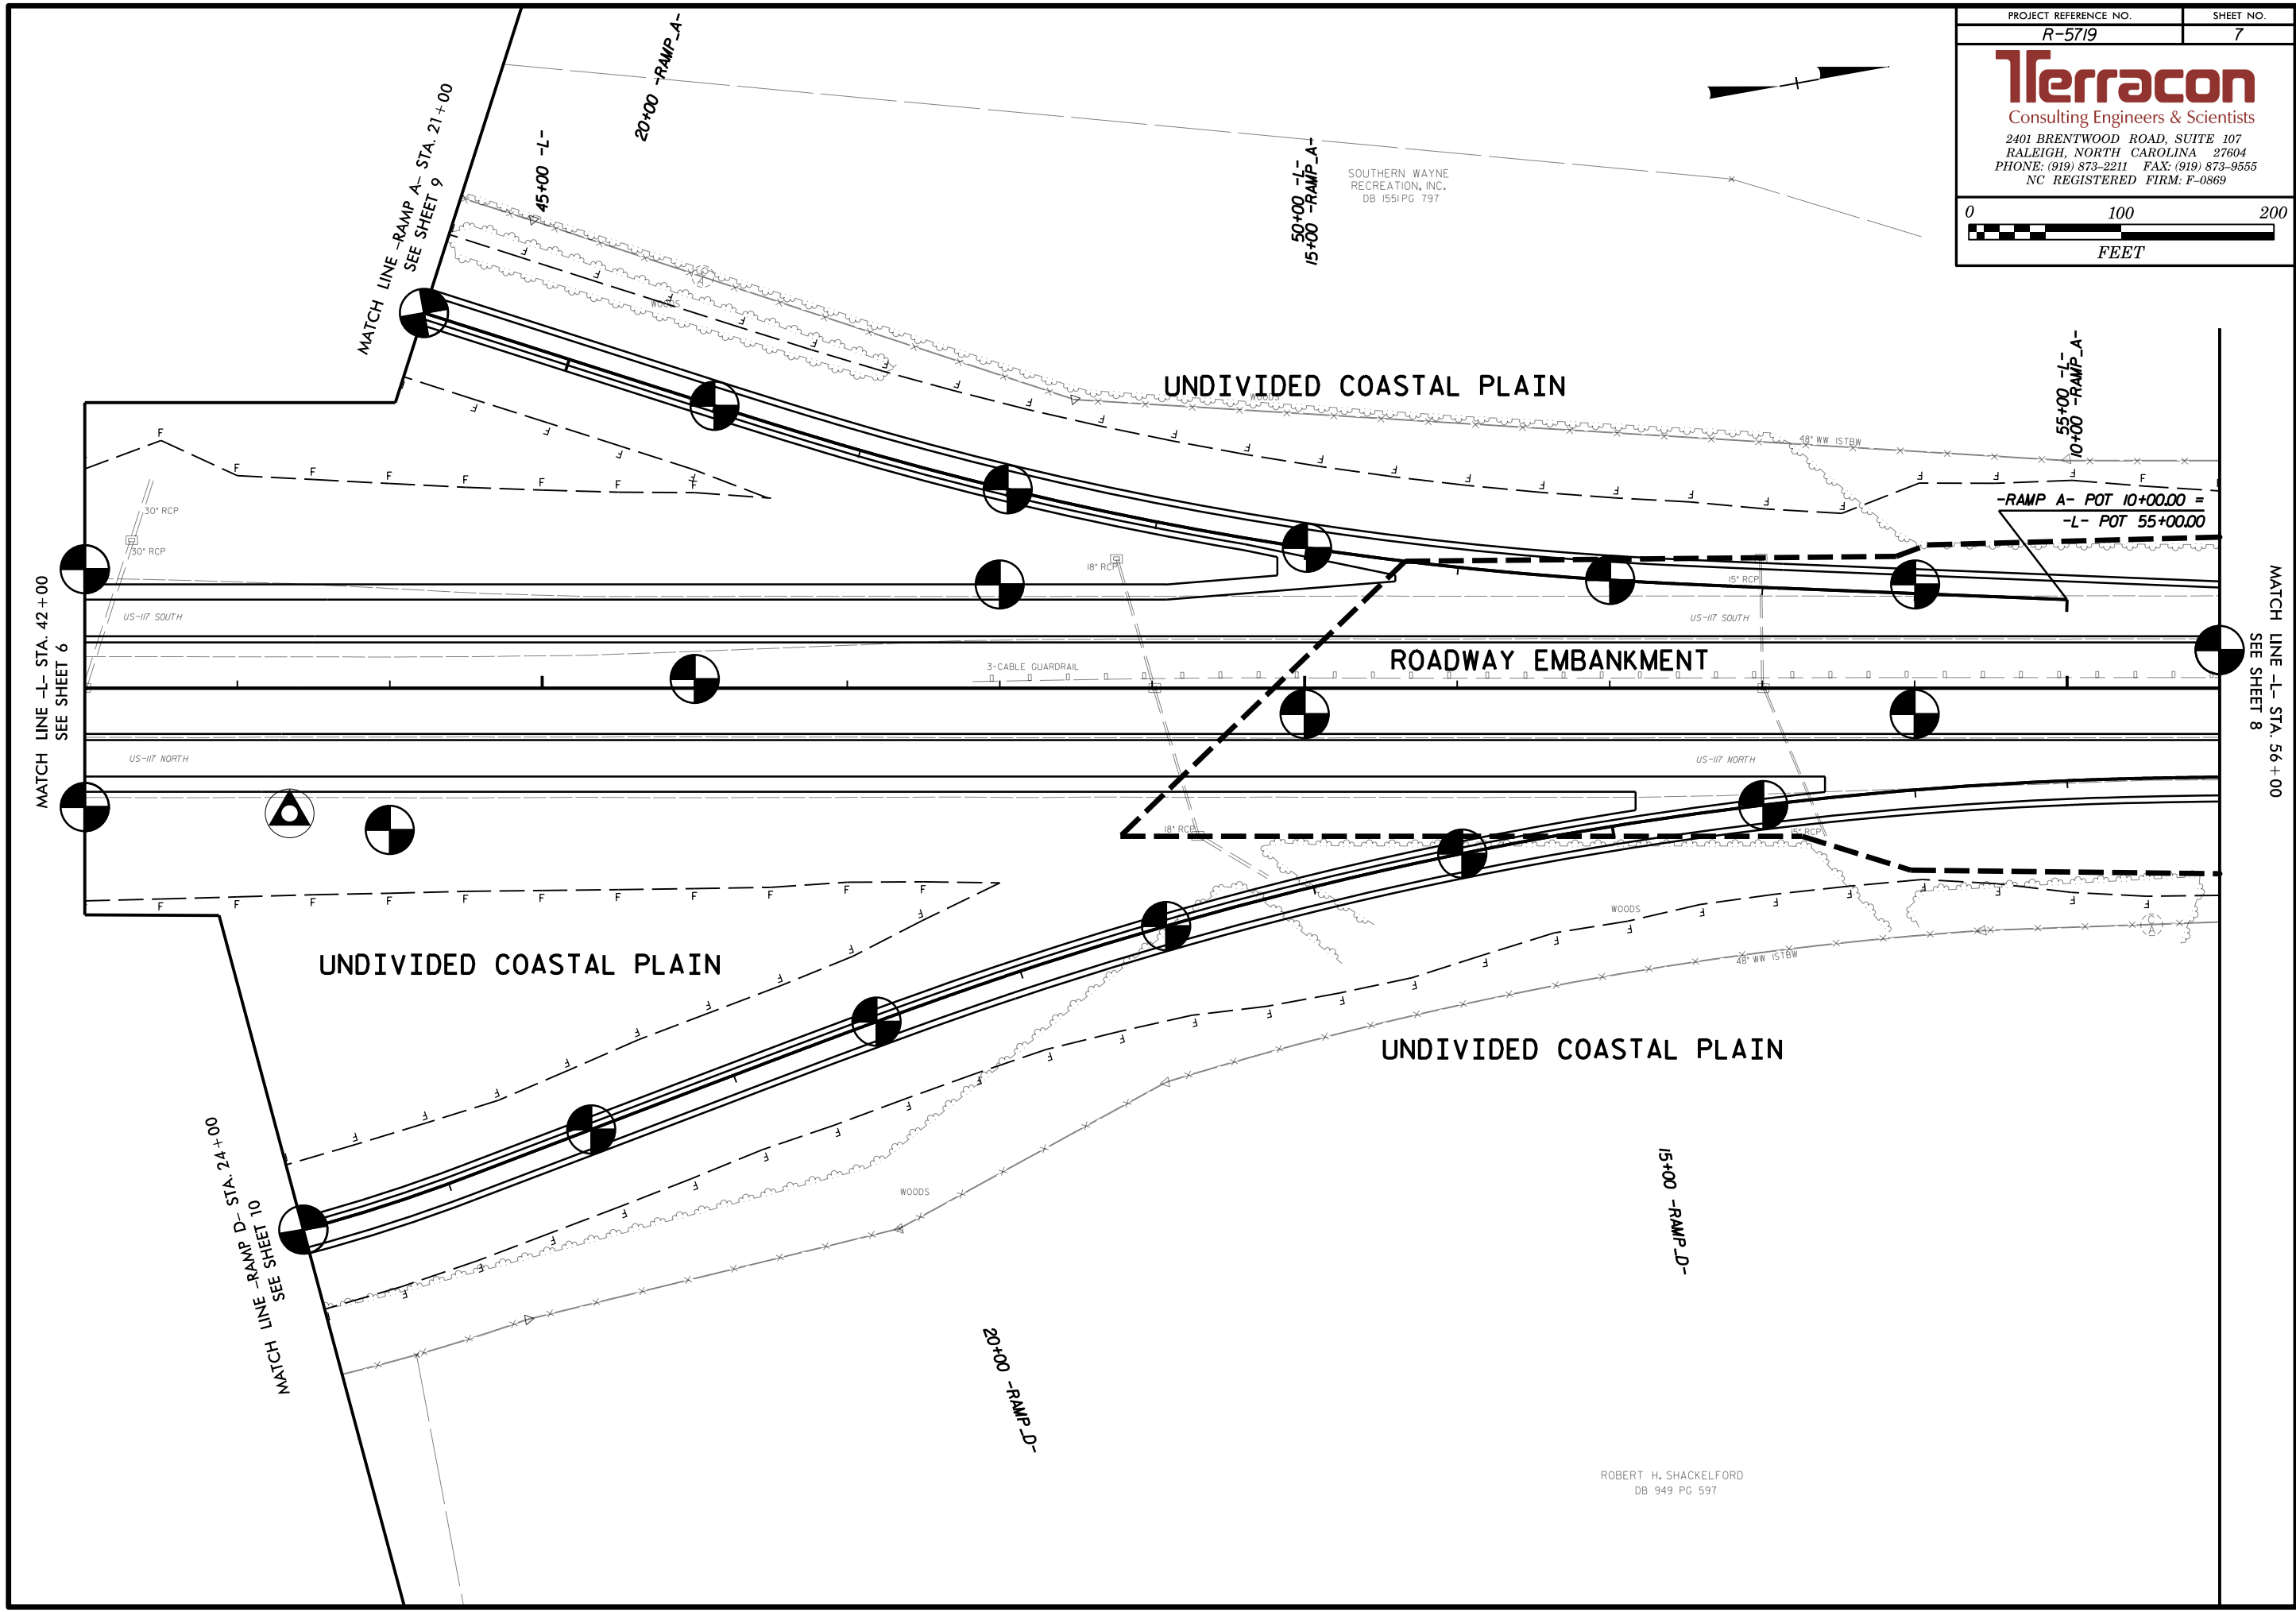 PROJECT REFERENCE NO.
SHEET NO.
R-5719
7
Terracon
Consulting Engineers & Scientists
2401 BRENTWOOD ROAD, SUITE 107
RALEIGH, NORTH CAROLINA 27604
PHONE: (919) 873-2211 FAX: (919) 873-9555
NC REGISTERED FIRM: F-0869
0 100 200
FEET
MATCH LINE -RAMP A- STA. 21+00
SEE SHEET 9
45+00 -L-
20+00 -RAMP_A-
50+00 -L-
15+00 -RAMP_A-
SOUTHERN WAYNE
RECREATION, INC.
DB 1551 PG 797
55+00 -L-
10+00 -RAMP_A-
WOODS
UNDIVIDED COASTAL PLAIN
WOODS
48" WW 1STBW
-RAMP A- POT 10+00.00 =
-L- POT 55+00.00
30" RCP
30" RCP
18" RCP
15" RCP
US-117 SOUTH
US-117 SOUTH
MATCH LINE -L- STA. 42+00
SEE SHEET 6
3-CABLE GUARDRAIL
ROADWAY EMBANKMENT
MATCH LINE -L- STA. 56+00
SEE SHEET 8
US-117 NORTH
US-117 NORTH
18" RCP
15" RCP
WOODS
UNDIVIDED COASTAL PLAIN
48" WW 1STBW
UNDIVIDED COASTAL PLAIN
MATCH LINE -RAMP D- STA. 24+00
SEE SHEET 10
WOODS
15+00 -RAMP_D-
20+00 -RAMP_D-
ROBERT H. SHACKELFORD
DB 949 PG 597